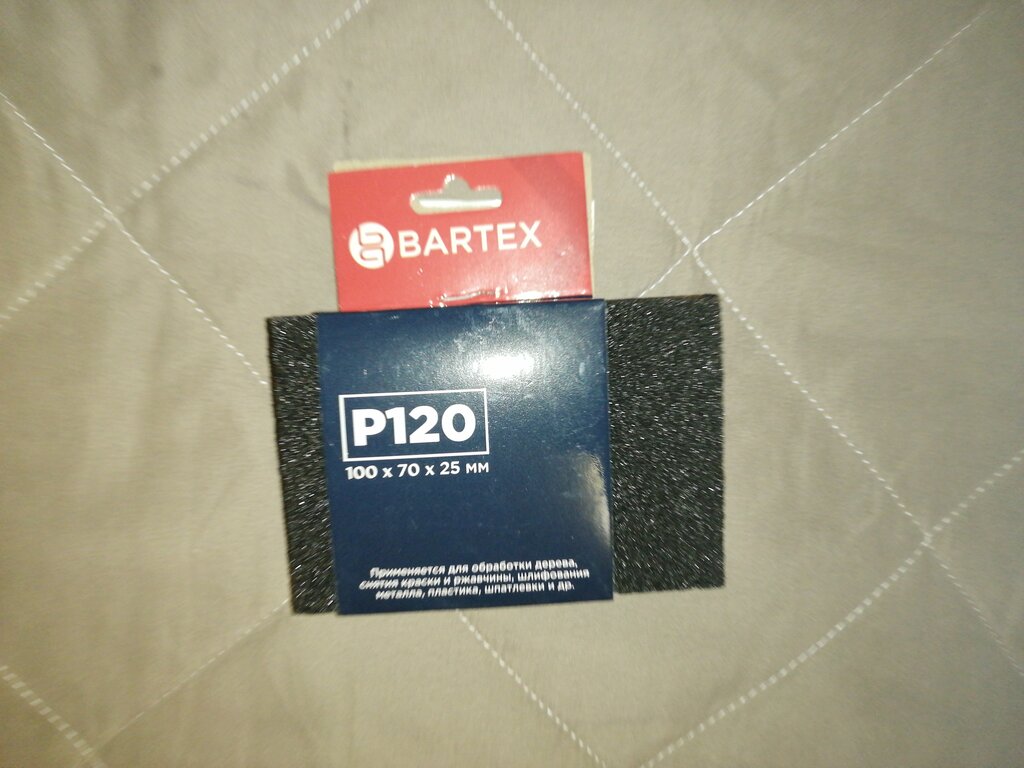 BARTEX
P120
100 x 70 x 25 мм
Применяется для обработки дерева,
снятия краски и ржавчины, шлифования
металла, пластика, шпатлевки и др.